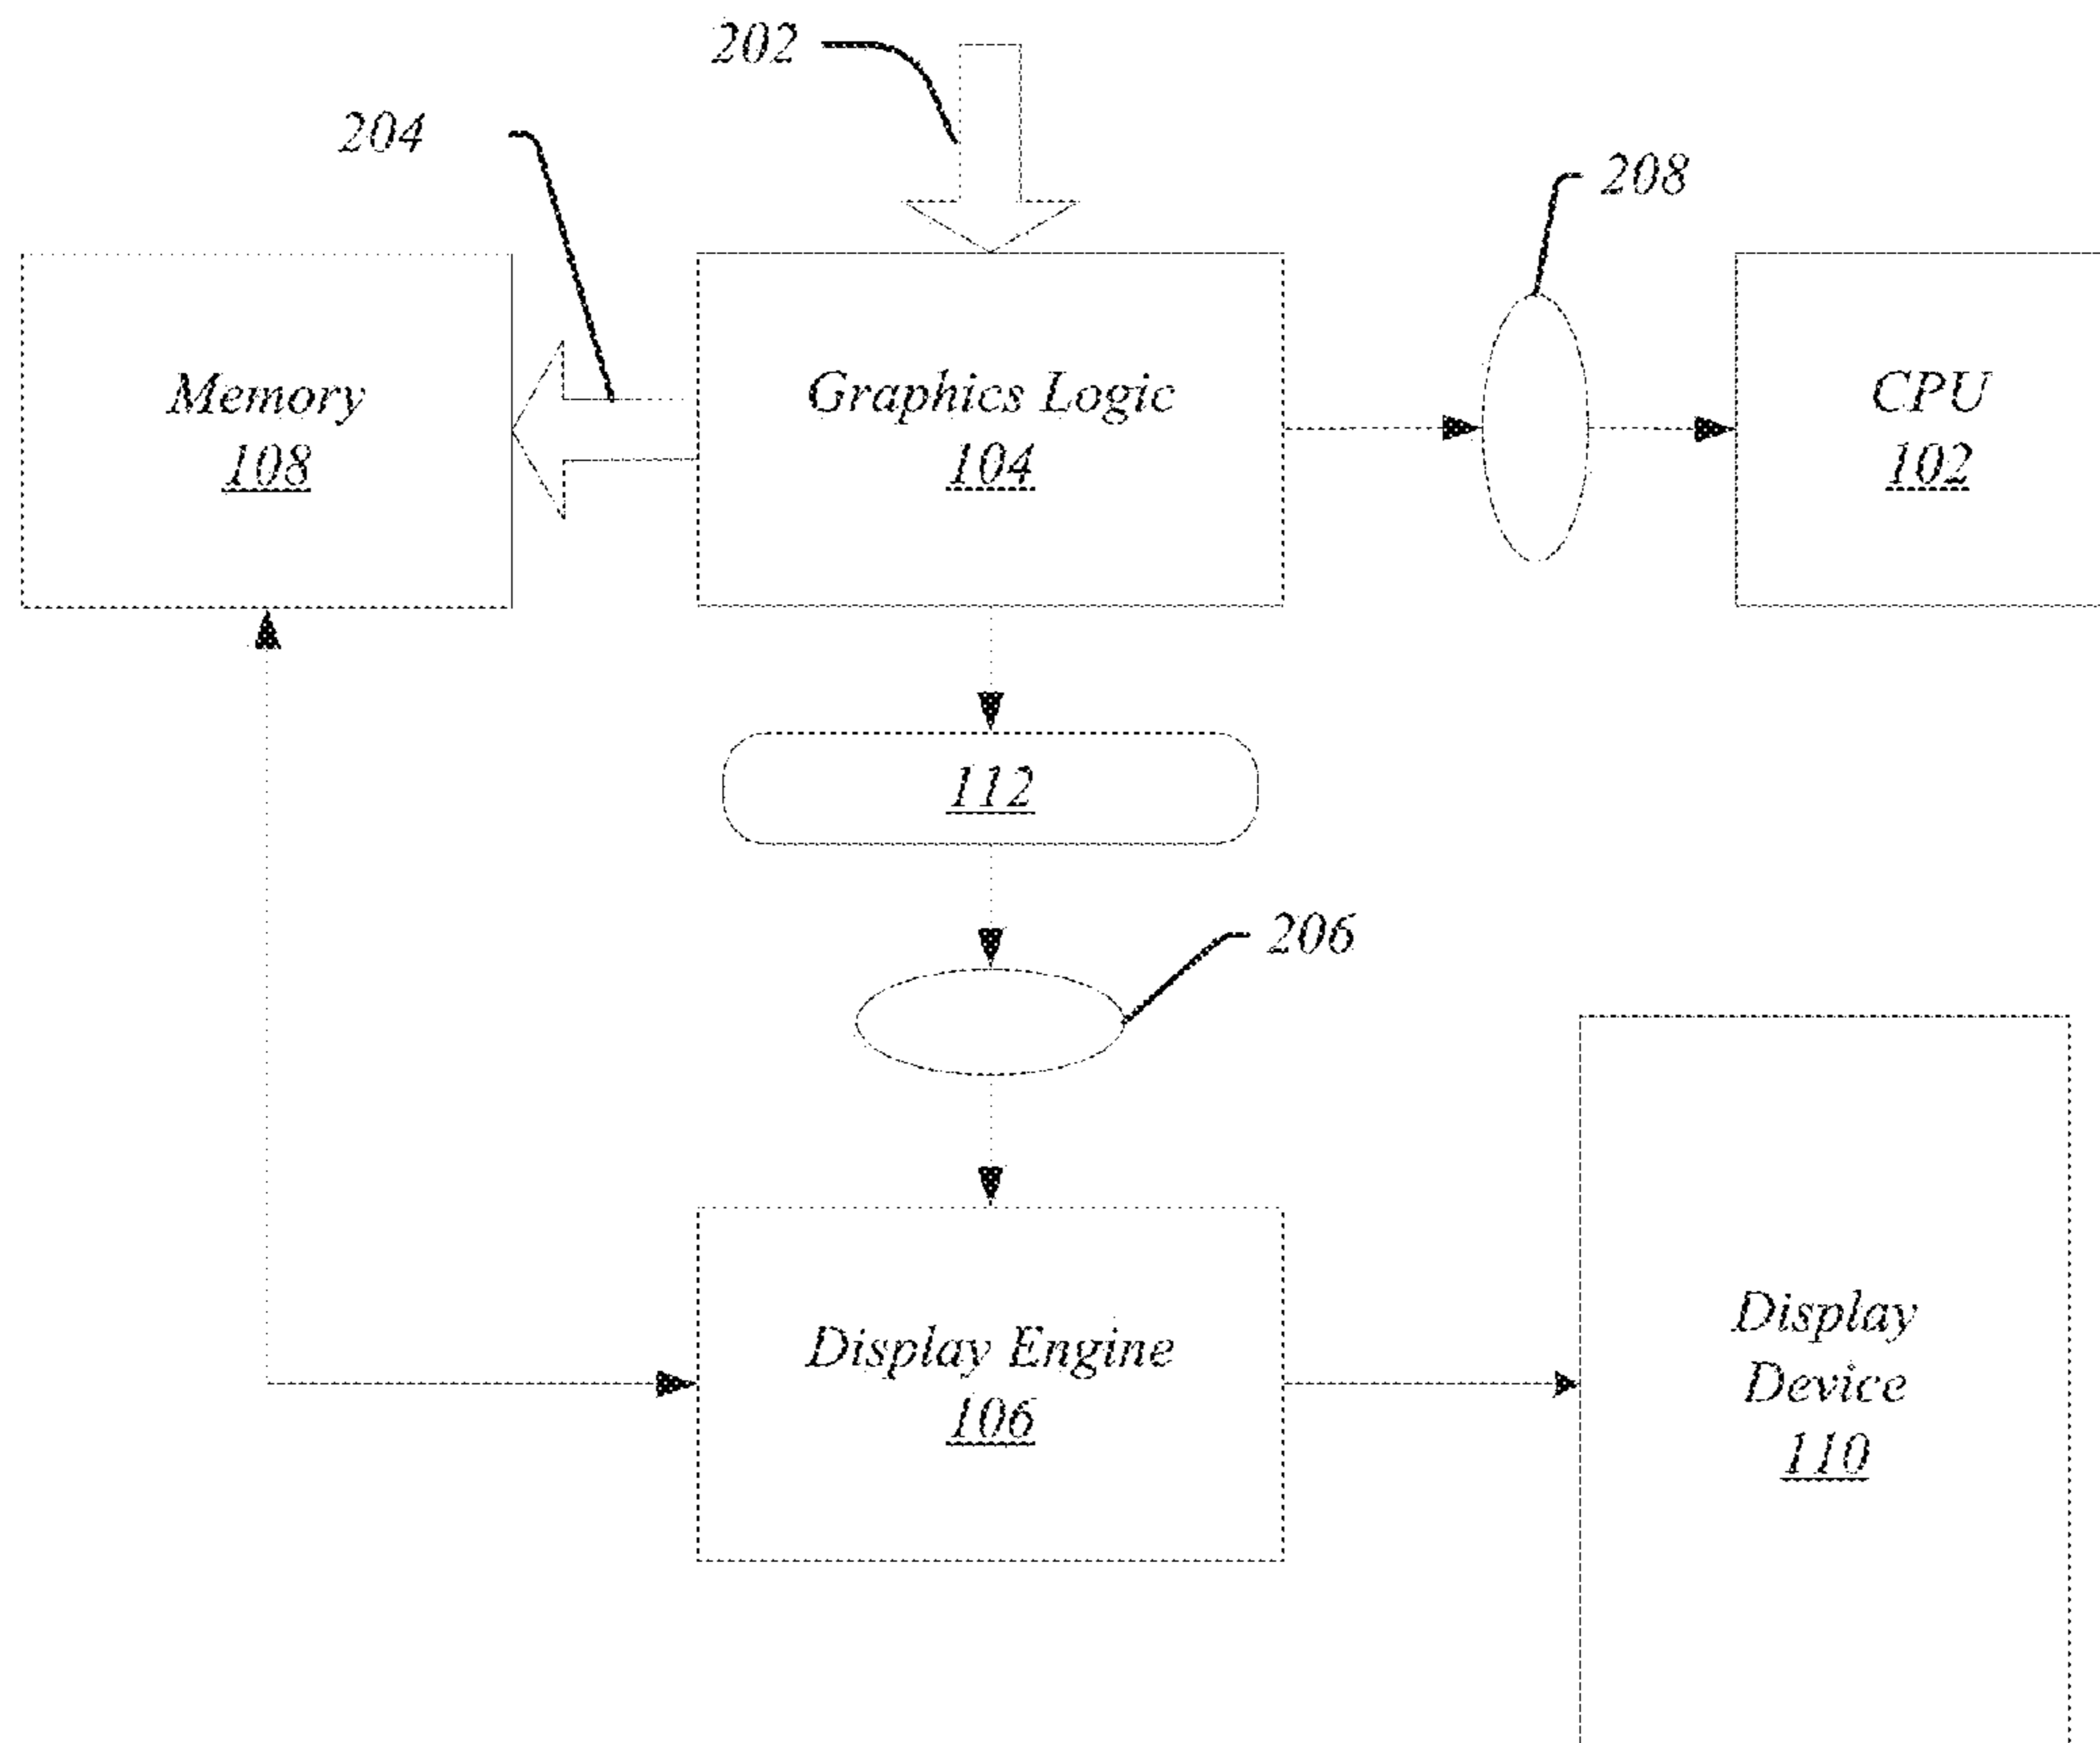 202
204
208
Memory
108
Graphics Logic
104
CPU
102
112
206
Display Engine
106
Display
Device
110